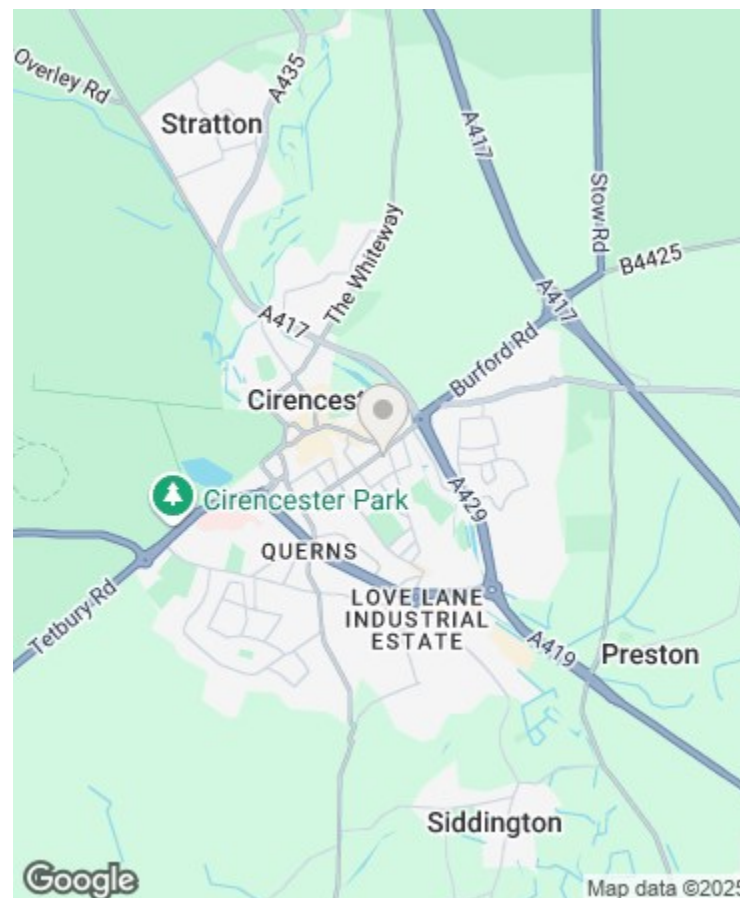 Overley Rd
A435
Stratton
A417
Stow Rd
B4425
The Whiteway
A417
A417
Burford Rd
Cirencest
Cirencester Park
A429
QUERNS
Tetbury Rd
LOVE LANE
INDUSTRIAL
ESTATE
A419
Preston
Siddington
Google
Map data ©2025